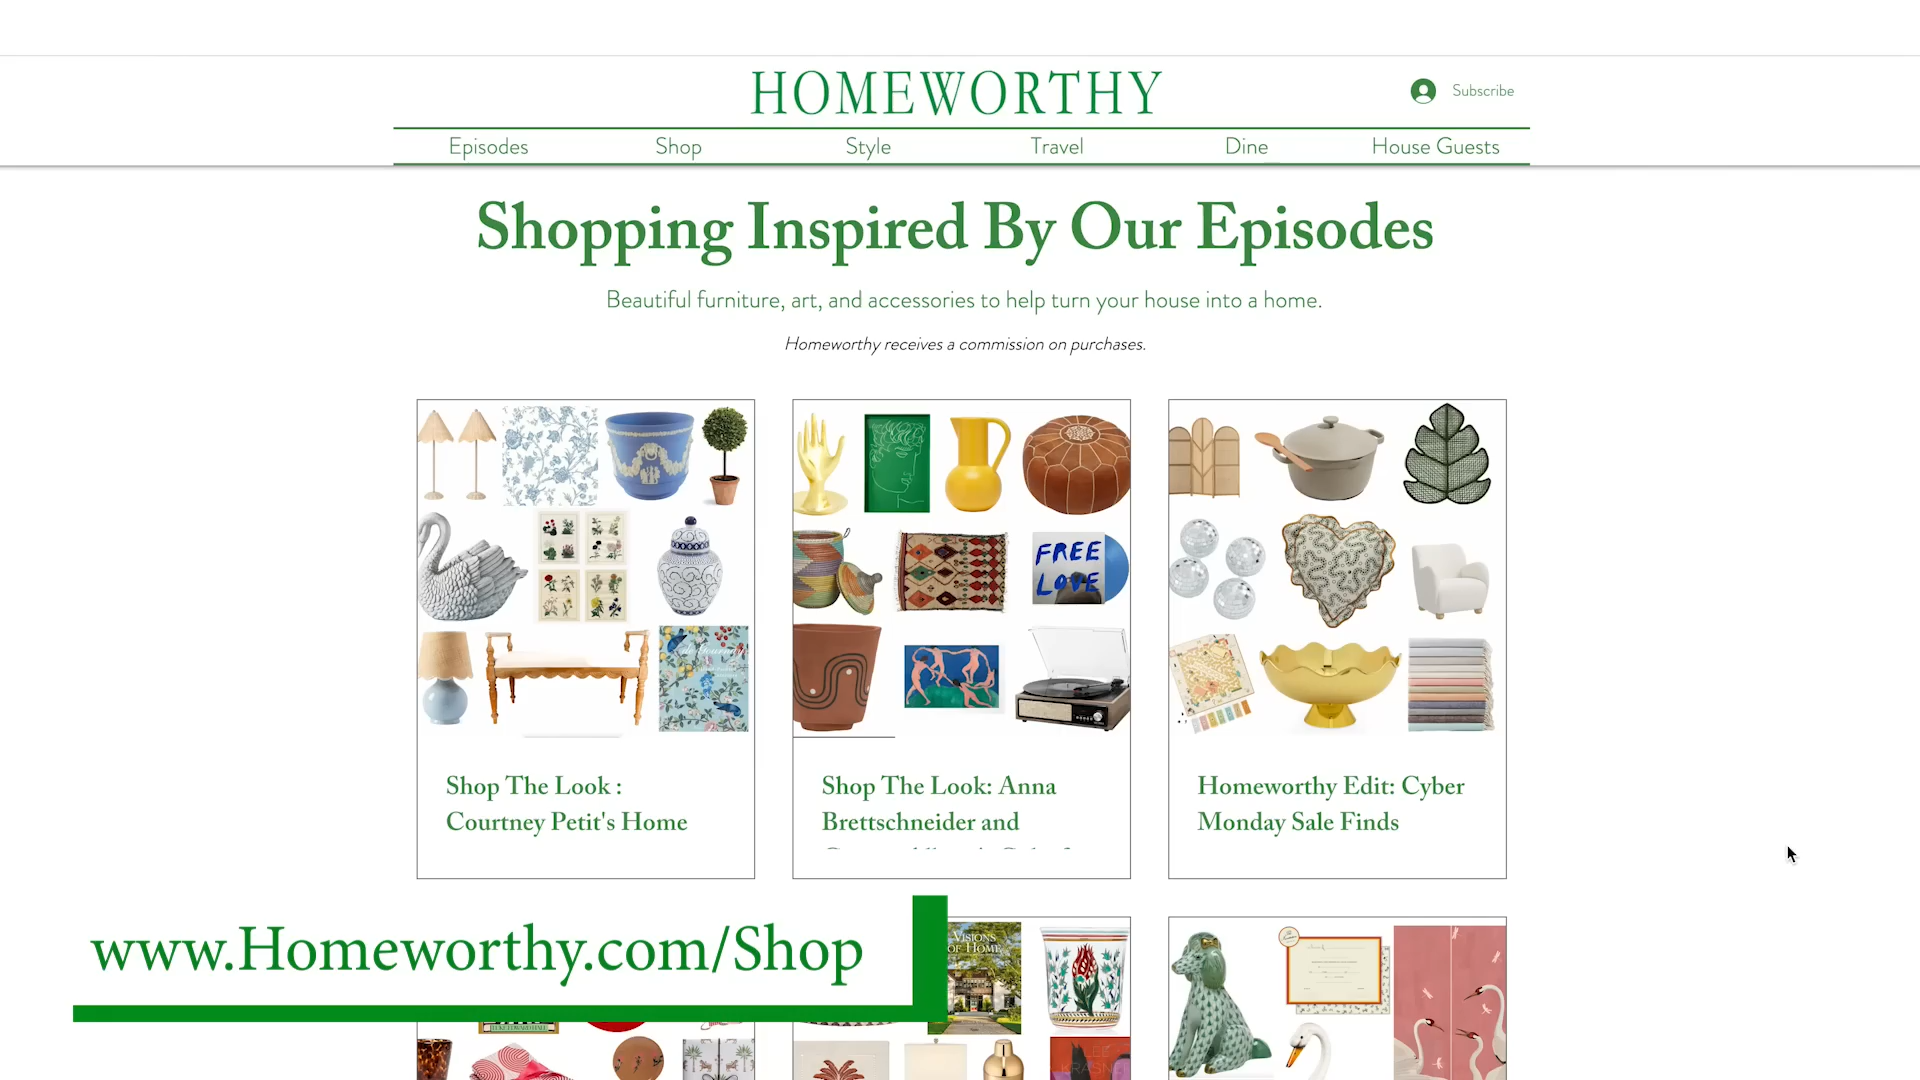 HOMEWORTHY
Subscribe
Episodes Shop Style Travel Dine House Guests
Shopping Inspired By Our Episodes
Beautiful furniture, art, and accessories to help turn your house into a home.
Homeworthy receives a commission on purchases.
FREE
LOVE
de Gournay
Shop The Look :
Courtney Petit's Home
Shop The Look: Anna
Brettschneider and
Homeworthy Edit: Cyber
Monday Sale Finds
www.Homeworthy.com/Shop
VISIONS
OF HOME